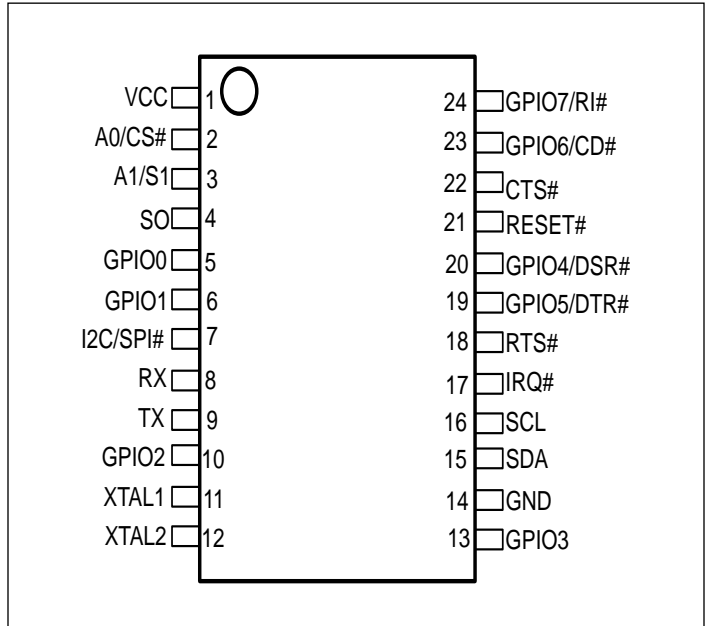 VCC 1
A0/CS# 2
A1/S1 3
SO 4
GPIO0 5
GPIO1 6
I2C/SPI# 7
RX 8
TX 9
GPIO2 10
XTAL1 11
XTAL2 12
24 GPIO7/RI#
23 GPIO6/CD#
22 CTS#
21 RESET#
20 GPIO4/DSR#
19 GPIO5/DTR#
18 RTS#
17 IRQ#
16 SCL
15 SDA
14 GND
13 GPIO3